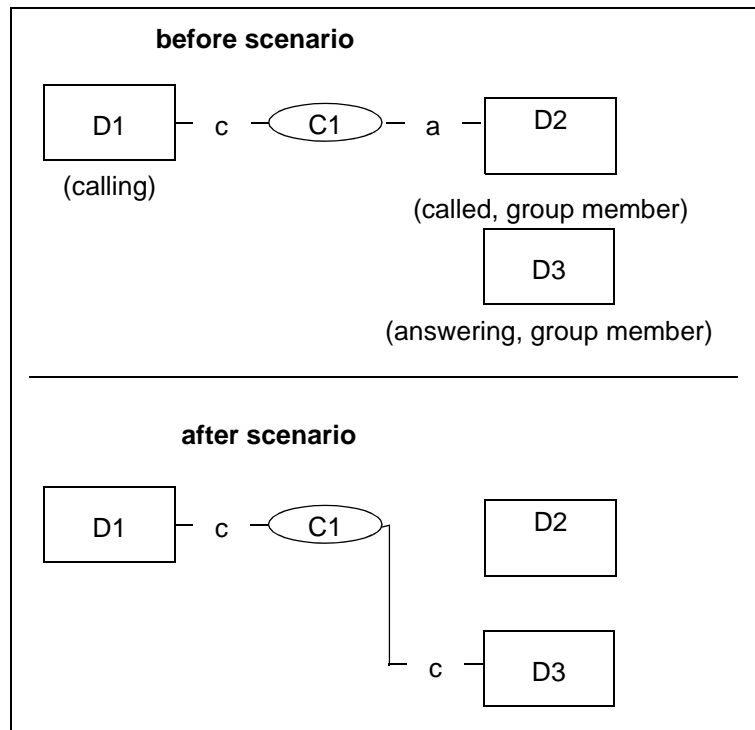 before scenario
D1 c C1 a D2
(calling)
(called, group member)
D3
(answering, group member)
after scenario
D1 c C1 D2
c D3